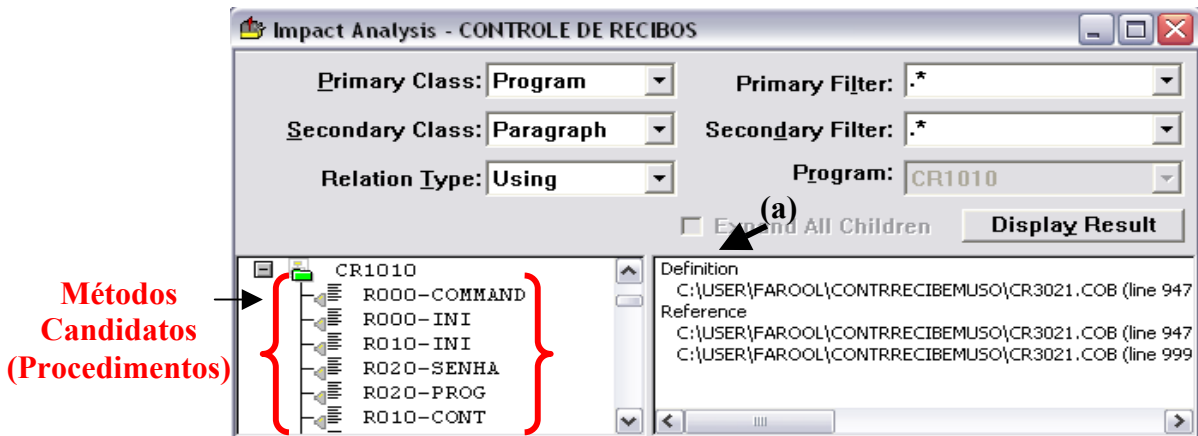 Impact Analysis - CONTROLE DE RECIBOS
Primary Class: Program
Primary Filter: .*
Secondary Class: Paragraph
Secondary Filter: .*
Relation Type: Using
Program: CR1010
(a)
Expand All Children
Display Result
Métodos
Candidatos
(Procedimentos)
CR1010
R000-COMMAND
R000-INI
R010-INI
R020-SENHA
R020-PROG
R010-CONT
Definition
C:\USER\FAROOL\CONTRRECIBEMUSO\CR3021.COB (line 947
Reference
C:\USER\FAROOL\CONTRRECIBEMUSO\CR3021.COB (line 947
C:\USER\FAROOL\CONTRRECIBEMUSO\CR3021.COB (line 999